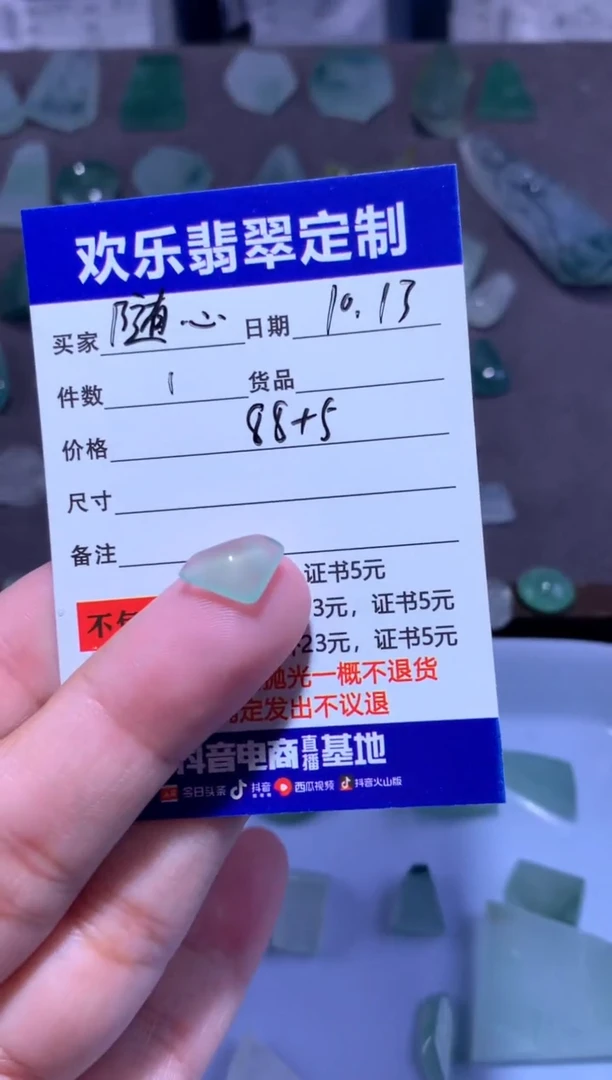 欢乐翡翠定制
买家 随心 日期 10.13
件数 1 货品
价格 88+5
尺寸
备注
证书5元
不 3元，证书5元
23元，证书5元
抛光一概不退货
定发出不议退
抖音电商直播基地
今日头条 抖音 西瓜视频 抖音火山版